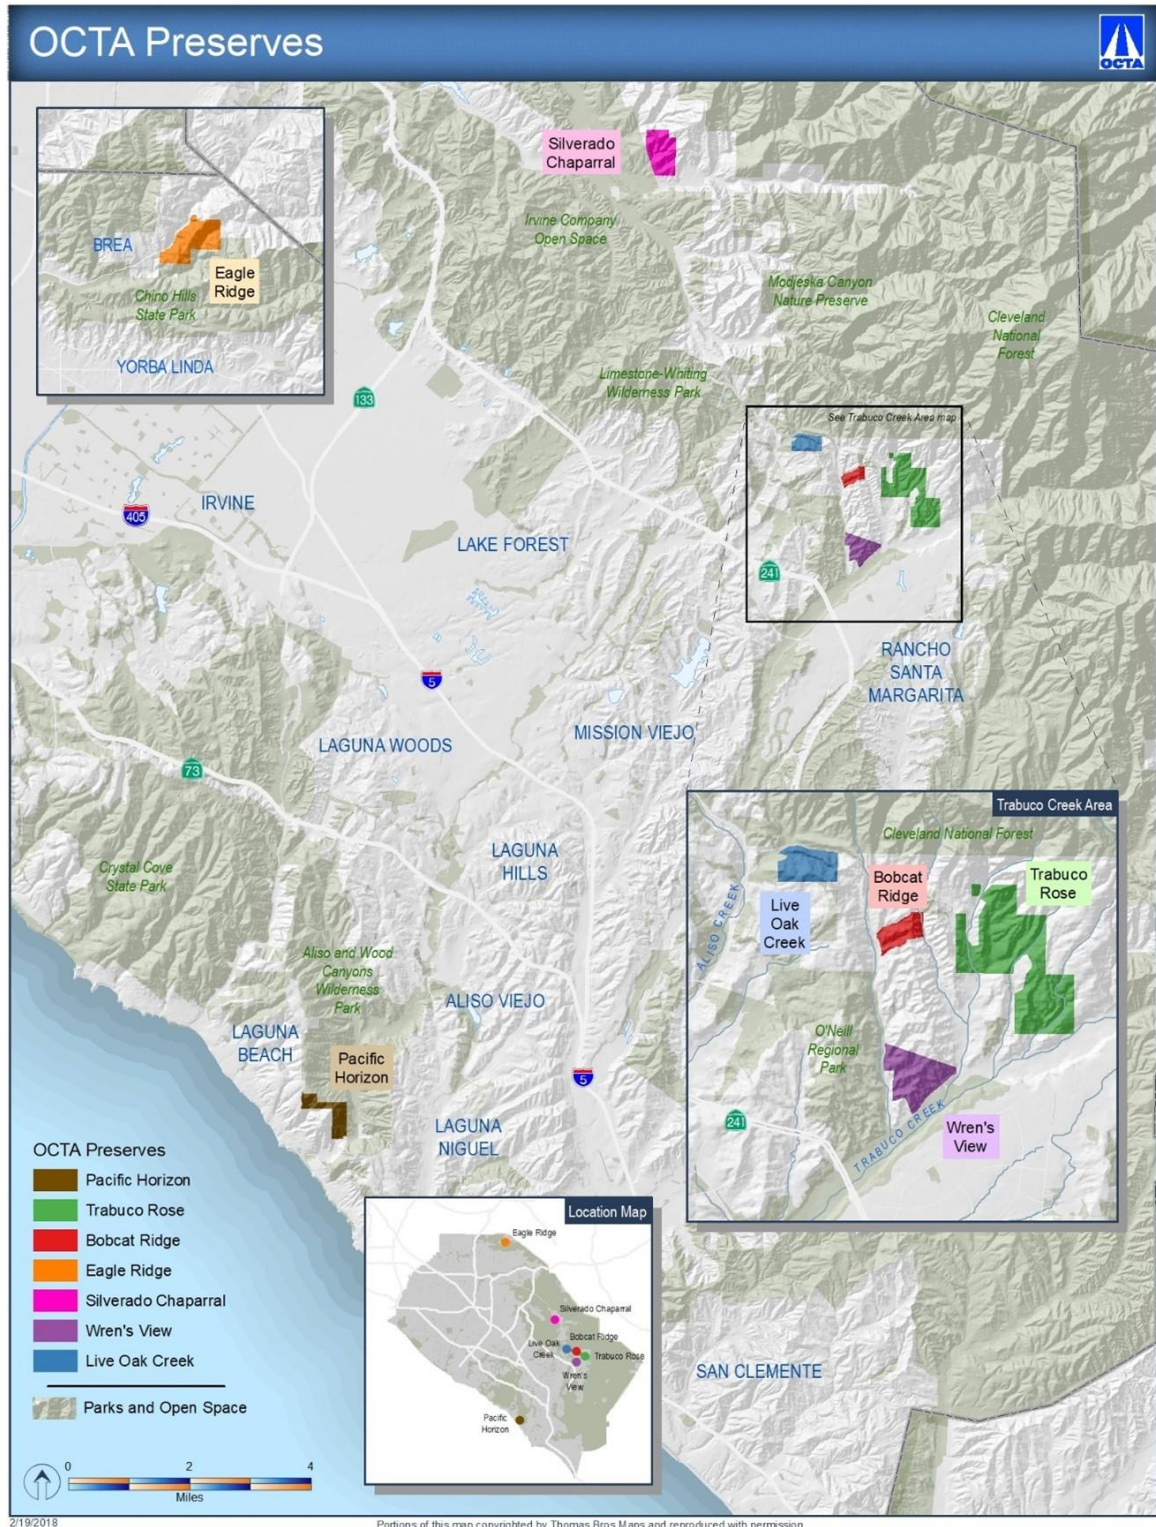 OCTA Preserves
OCTA
Silverado
Chaparral
Irvine Company
Open Space
BREA
Eagle
Ridge
Chino Hills
State Park
YORBA LINDA
Modjeska Canyon
Nature Preserve
Cleveland
National
Forest
Limestone-Whiting
Wilderness Park
133
See Trabuco Creek Area map
IRVINE
405
LAKE FOREST
241
RANCHO
SANTA
MARGARITA
5
MISSION VIEJO
LAGUNA WOODS
73
LAGUNA
HILLS
Crystal Cove
State Park
Aliso and Wood
Canyons
Wilderness
Park
ALISO VIEJO
LAGUNA
BEACH
Pacific
Horizon
5
LAGUNA
NIGUEL
Trabuco Creek Area
Cleveland National Forest
Bobcat
Ridge
Trabuco
Rose
Live
Oak
Creek
ALISO CREEK
O'Neill
Regional
Park
241
TRABUCO CREEK
Wren's
View
OCTA Preserves
Pacific Horizon
Trabuco Rose
Bobcat Ridge
Eagle Ridge
Silverado Chaparral
Wren's View
Live Oak Creek
Parks and Open Space
0 2 4
Miles
Location Map
Eagle Ridge
Silverado Chaparral
Live Oak
Creek
Bobcat Ridge
Trabuco Rose
Wren's
View
Pacific
Horizon
SAN CLEMENTE
2/19/2018
Portions of this map copyrighted by Thomas Bros Maps and reproduced with permission